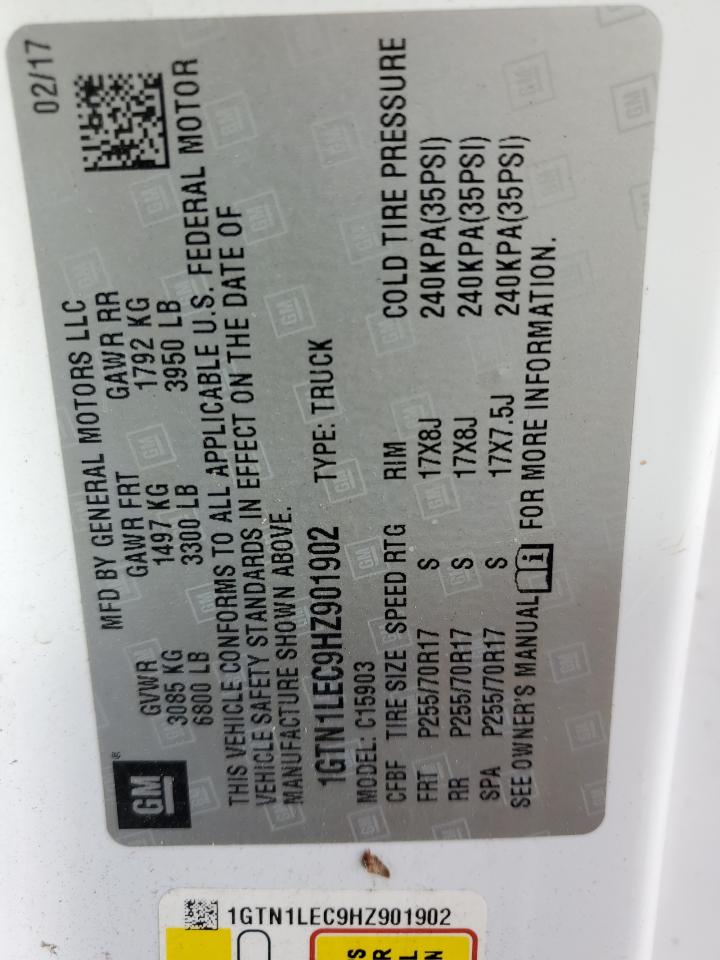 02/17
MFD BY GENERAL MOTORS LLC
GVWR GAWR FRT GAWR RR
3085 KG 1497 KG 1792 KG
6800 LB 3300 LB 3950 LB
THIS VEHICLE CONFORMS TO ALL APPLICABLE U.S. FEDERAL MOTOR
VEHICLE SAFETY STANDARDS IN EFFECT ON THE DATE OF
MANUFACTURE SHOWN ABOVE.
GM
1GTN1LEC9HZ901902 TYPE: TRUCK
MODEL: C15903
CFBF TIRE SIZE SPEED RTG RIM COLD TIRE PRESSURE
FRT P255/70R17 S 17X8J 240KPA(35PSI)
RR P255/70R17 S 17X8J 240KPA(35PSI)
SPA P255/70R17 S 17X7.5J 240KPA(35PSI)
SEE OWNER'S MANUAL i FOR MORE INFORMATION.
1GTN1LEC9HZ901902